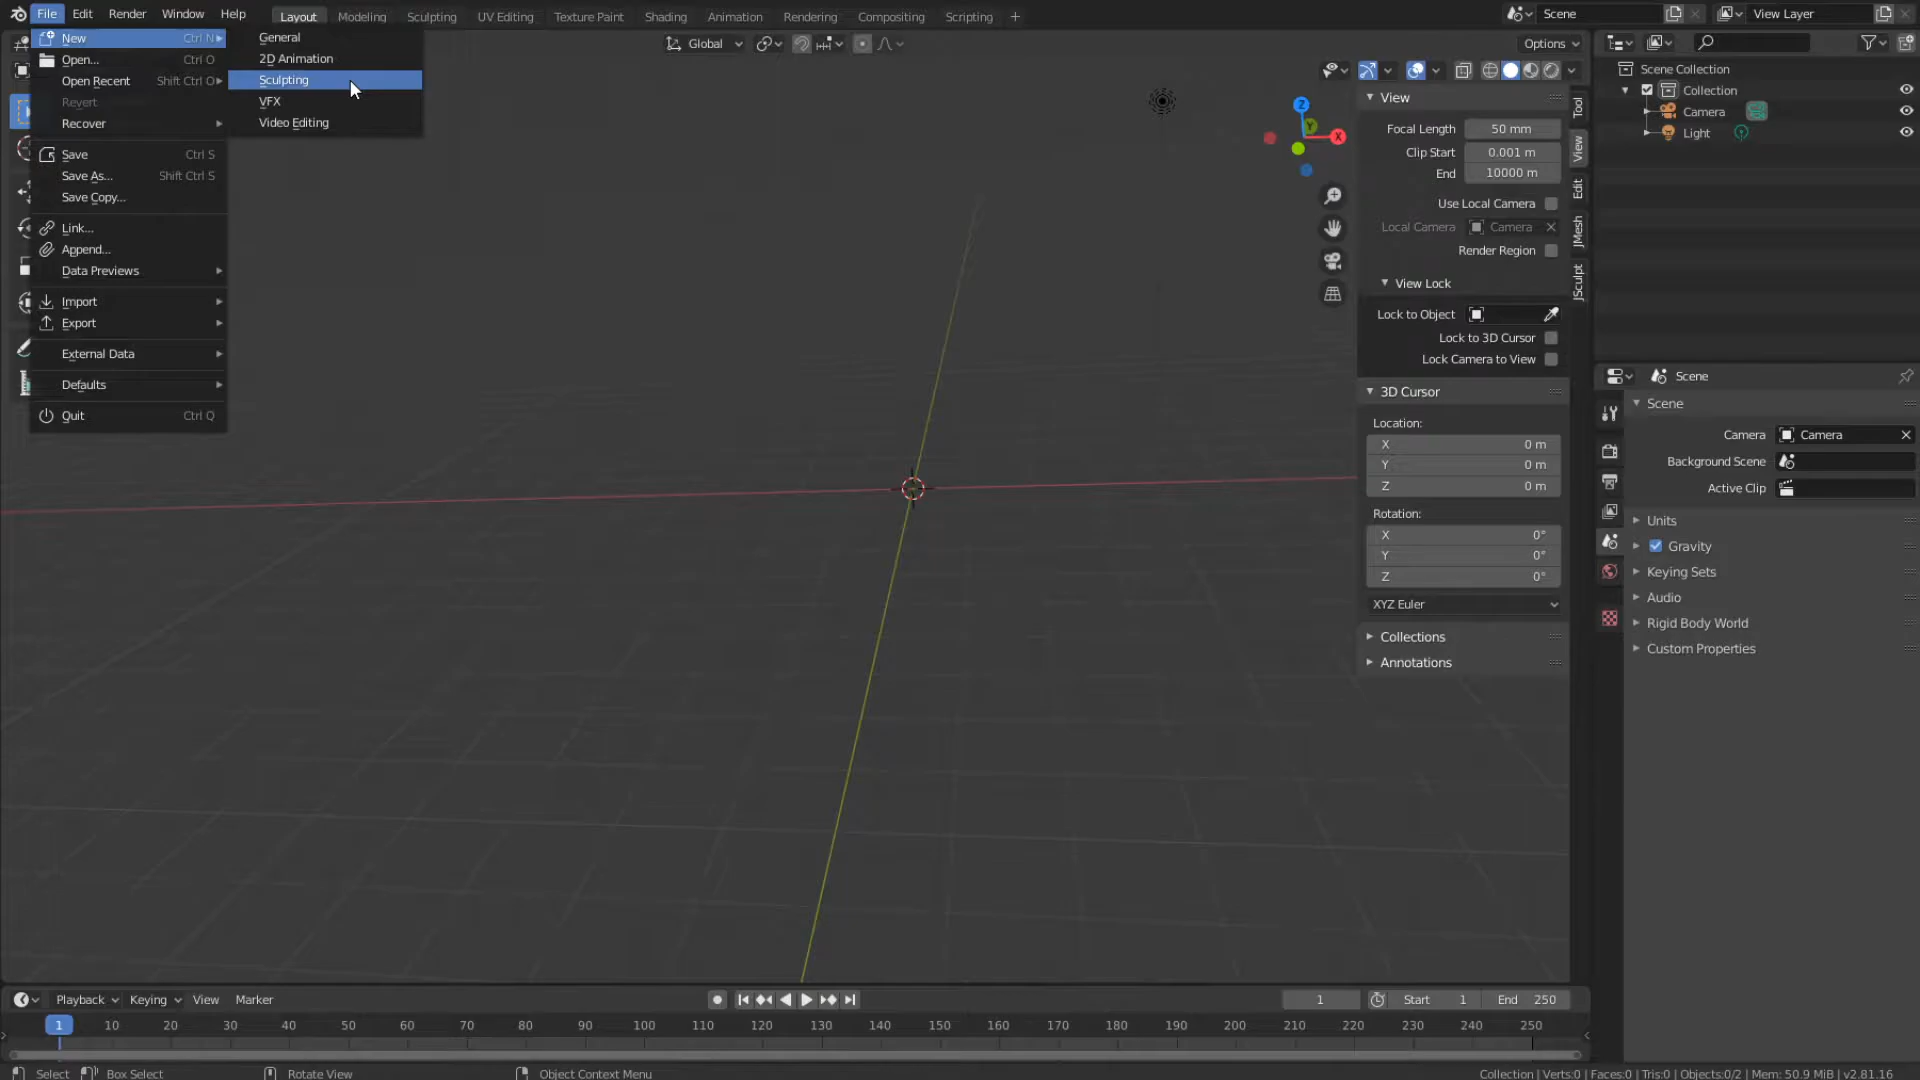 File Edit Render Window Help Layout Modeling Sculpting UV Editing Texture Paint Shading Animation Rendering Compositing Scripting + Scene View Layer
New Ctrl N
Open... Ctrl O
Open Recent Shift Ctrl O
Revert
Recover
Save Ctrl S
Save As... Shift Ctrl S
Save Copy...
Link...
Append...
Data Previews
Import
Export
External Data
Defaults
Quit Ctrl Q
General
2D Animation
Sculpting
VFX
Video Editing
Global
Options
Z
Y
X
View
Focal Length 50 mm
Clip Start 0.001 m
End 10000 m
Use Local Camera
Local Camera Camera
Render Region
View Lock
Lock to Object
Lock to 3D Cursor
Lock Camera to View
3D Cursor
Location:
X 0 m
Y 0 m
Z 0 m
Rotation:
X 0°
Y 0°
Z 0°
XYZ Euler
Collections
Annotations
Tool
View
Edit
JMesh
JSculpt
Scene Collection
Collection
Camera
Light
Scene
Scene
Camera Camera
Background Scene
Active Clip
Units
Gravity
Keying Sets
Audio
Rigid Body World
Custom Properties
Playback Keying View Marker 1 Start 1 End 250
1 10 20 30 40 50 60 70 80 90 100 110 120 130 140 150 160 170 180 190 200 210 220 230 240 250
Select Box Select Rotate View Object Context Menu Collection | Verts:0 | Faces:0 | Tris:0 | Objects:0/2 | Mem: 50.9 MiB | v2.81.16